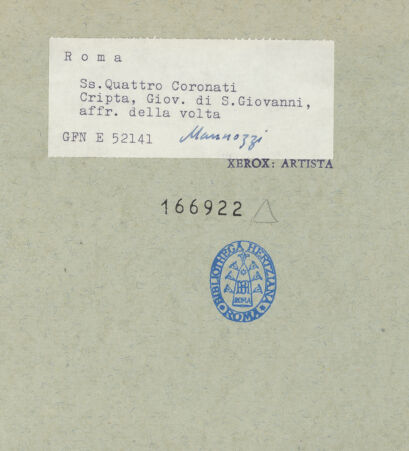 R o m a
Ss.Quattro Coronati
Cripta, Giov. di S.Giovanni,
affr. della volta
GFN E 52141 Mannozzi
XEROX: ARTISTA
166922
BIBLIOTHECA HERTZIANA
ROMA
ROMA